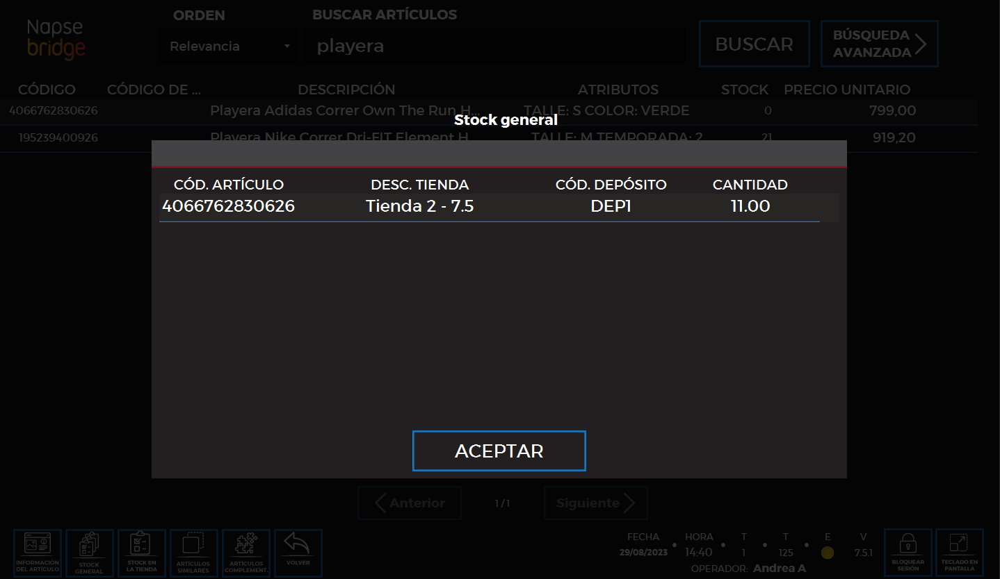 Napse
bridge
ORDEN
BUSCAR ARTÍCULOS
Relevancia
playera
BUSCAR
BÚSQUEDA
AVANZADA
CÓDIGO CÓDIGO DE ... DESCRIPCIÓN ATRIBUTOS STOCK PRECIO UNITARIO
4066762830626 Playera Adidas Correr Own The Run H... TALLE: S COLOR: VERDE 0 799,00
Stock general
195239400926 Playera Nike Correr Dri-FIT Element H TALLE: M TEMPORADA: 2 21 919,20
CÓD. ARTÍCULO DESC. TIENDA CÓD. DEPÓSITO CANTIDAD
4066762830626 Tienda 2 - 7.5 DEP1 11.00
ACEPTAR
Anterior 1 / 1 Siguiente
INFORMACIÓN
DEL ARTÍCULO
STOCK
GENERAL
STOCK EN
LA TIENDA
ARTÍCULOS
SIMILARES
ARTÍCULOS
COMPLEMENT.
VOLVER
FECHA HORA T T E V
29/08/2023 14:40 1 125 7.5.1
OPERADOR: Andrea A
BLOQUEAR
SESIÓN
TECLADO EN
PANTALLA